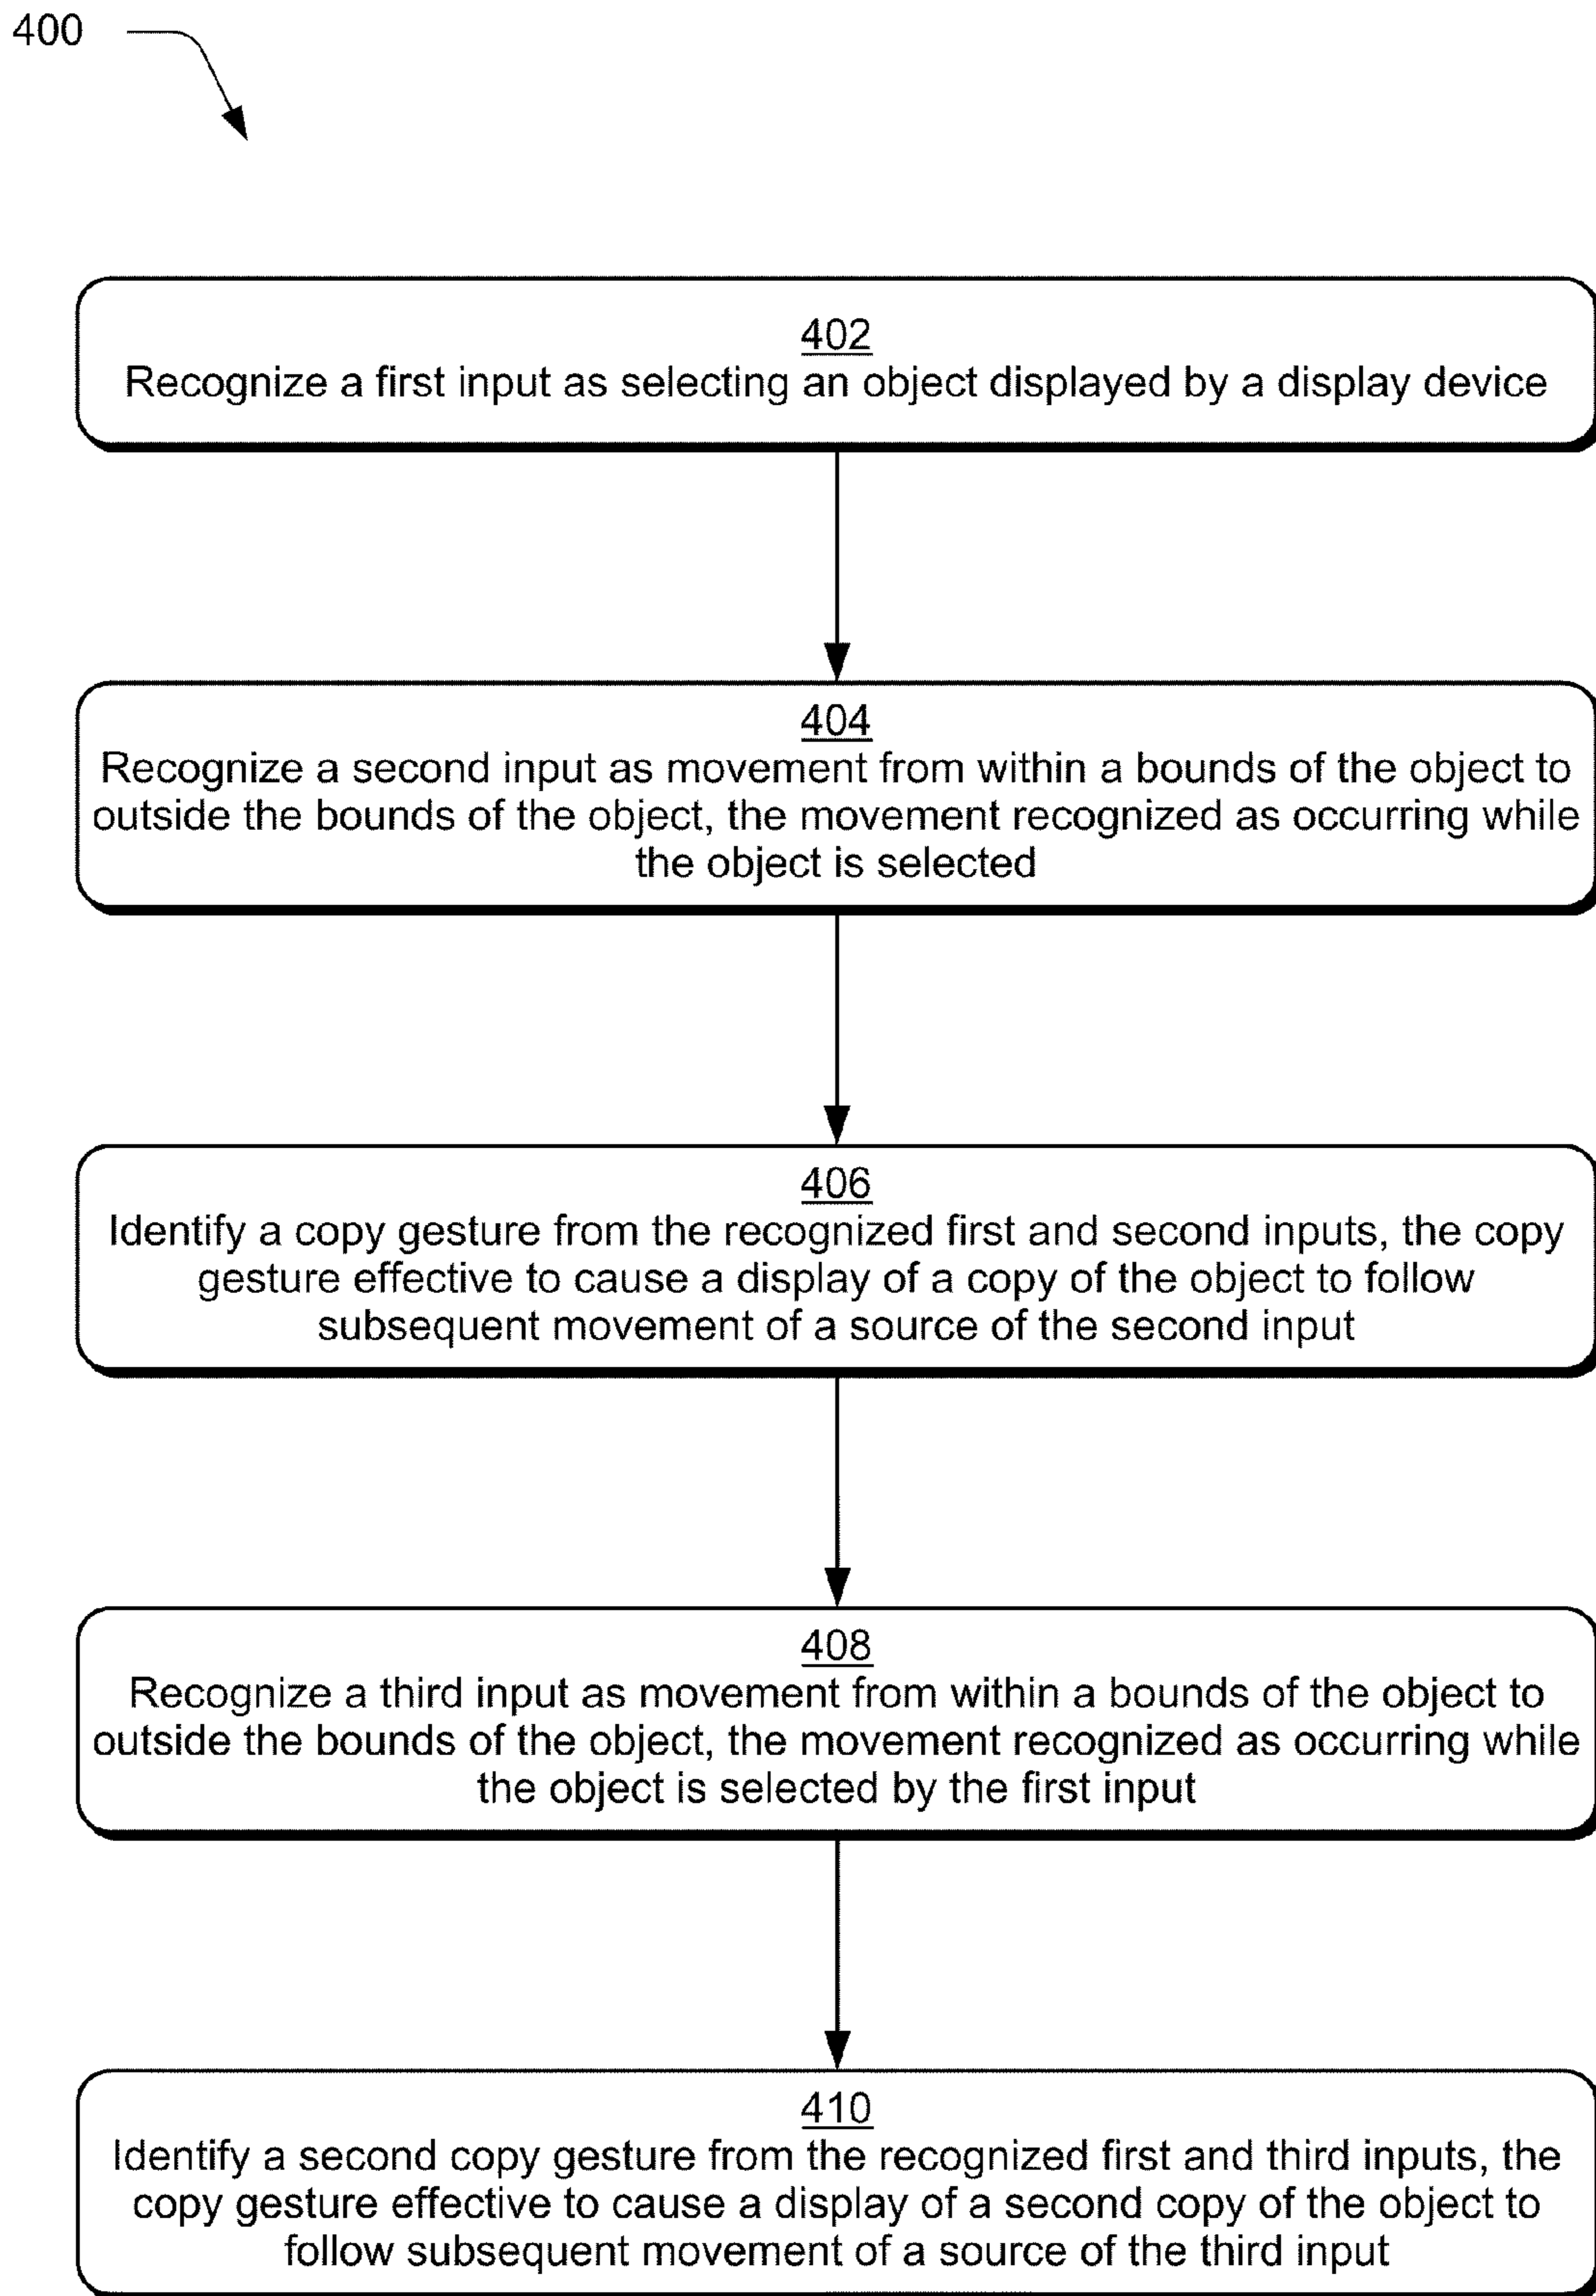 400
402
Recognize a first input as selecting an object displayed by a display device
404
Recognize a second input as movement from within a bounds of the object to
outside the bounds of the object, the movement recognized as occurring while
the object is selected
406
Identify a copy gesture from the recognized first and second inputs, the copy
gesture effective to cause a display of a copy of the object to follow
subsequent movement of a source of the second input
408
Recognize a third input as movement from within a bounds of the object to
outside the bounds of the object, the movement recognized as occurring while
the object is selected by the first input
410
Identify a second copy gesture from the recognized first and third inputs, the
copy gesture effective to cause a display of a second copy of the object to
follow subsequent movement of a source of the third input